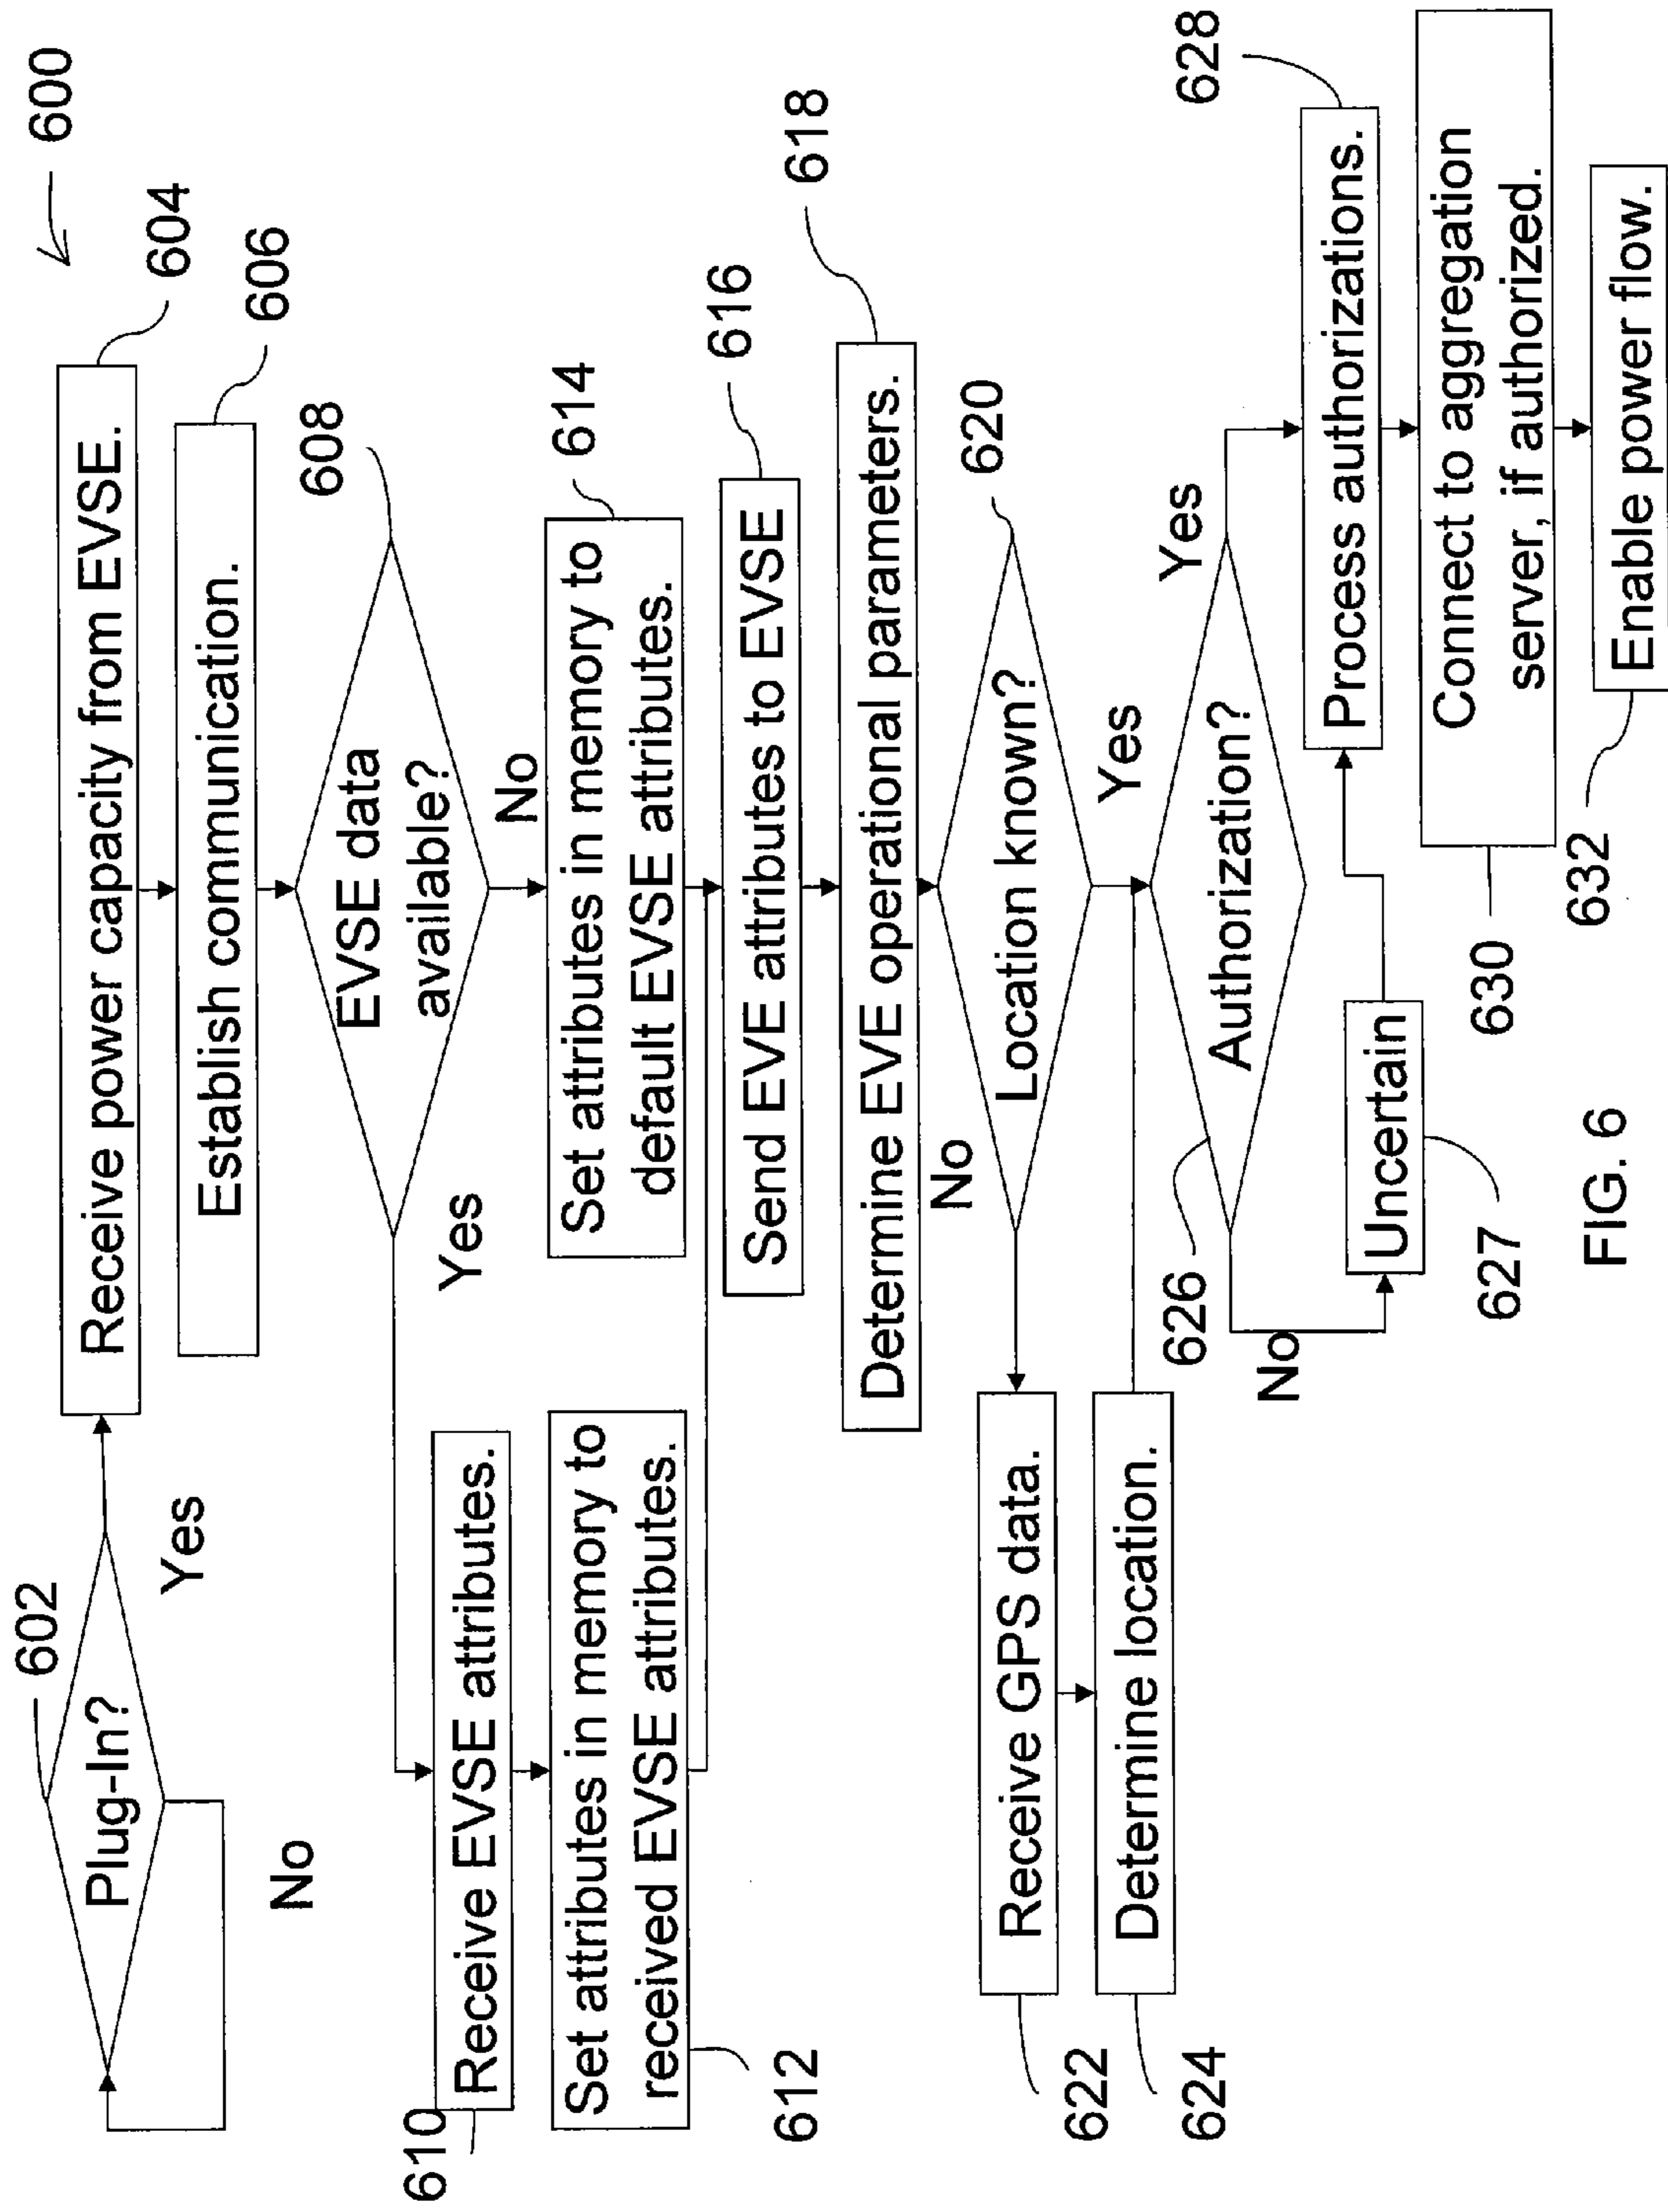 600
602
Plug-In?
Yes
No
Receive power capacity from EVSE.
604
Establish communication.
606
608
EVSE data
available?
Yes
No
610
Receive EVSE attributes.
Set attributes in memory to
received EVSE attributes.
612
Set attributes in memory to
default EVSE attributes.
614
Send EVE attributes to EVSE
616
Determine EVE operational parameters.
618
Location known?
620
No
Yes
Receive GPS data.
622
Determine location.
624
Authorization?
626
Yes
No
Uncertain
627
Process authorizations.
628
Connect to aggregation
server, if authorized.
630
Enable power flow.
632
FIG. 6